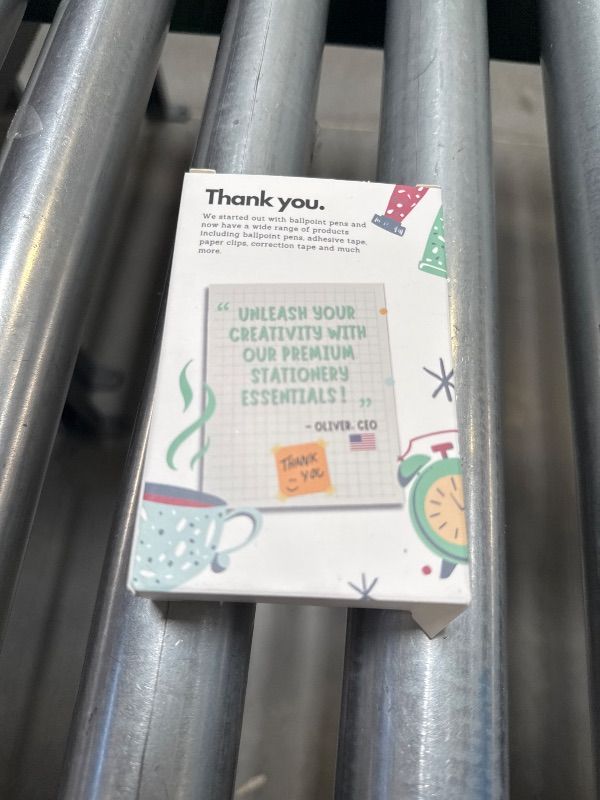 Thank you.
We started out with ballpoint pens and
now have a wide range of products
including ballpoint pens, adhesive tape,
paper clips, correction tape and much
more.
“ UNLEASH YOUR
CREATIVITY WITH
OUR PREMIUM
STATIONERY
ESSENTIALS! ”
- OLIVER. CEO
THANK
YOU